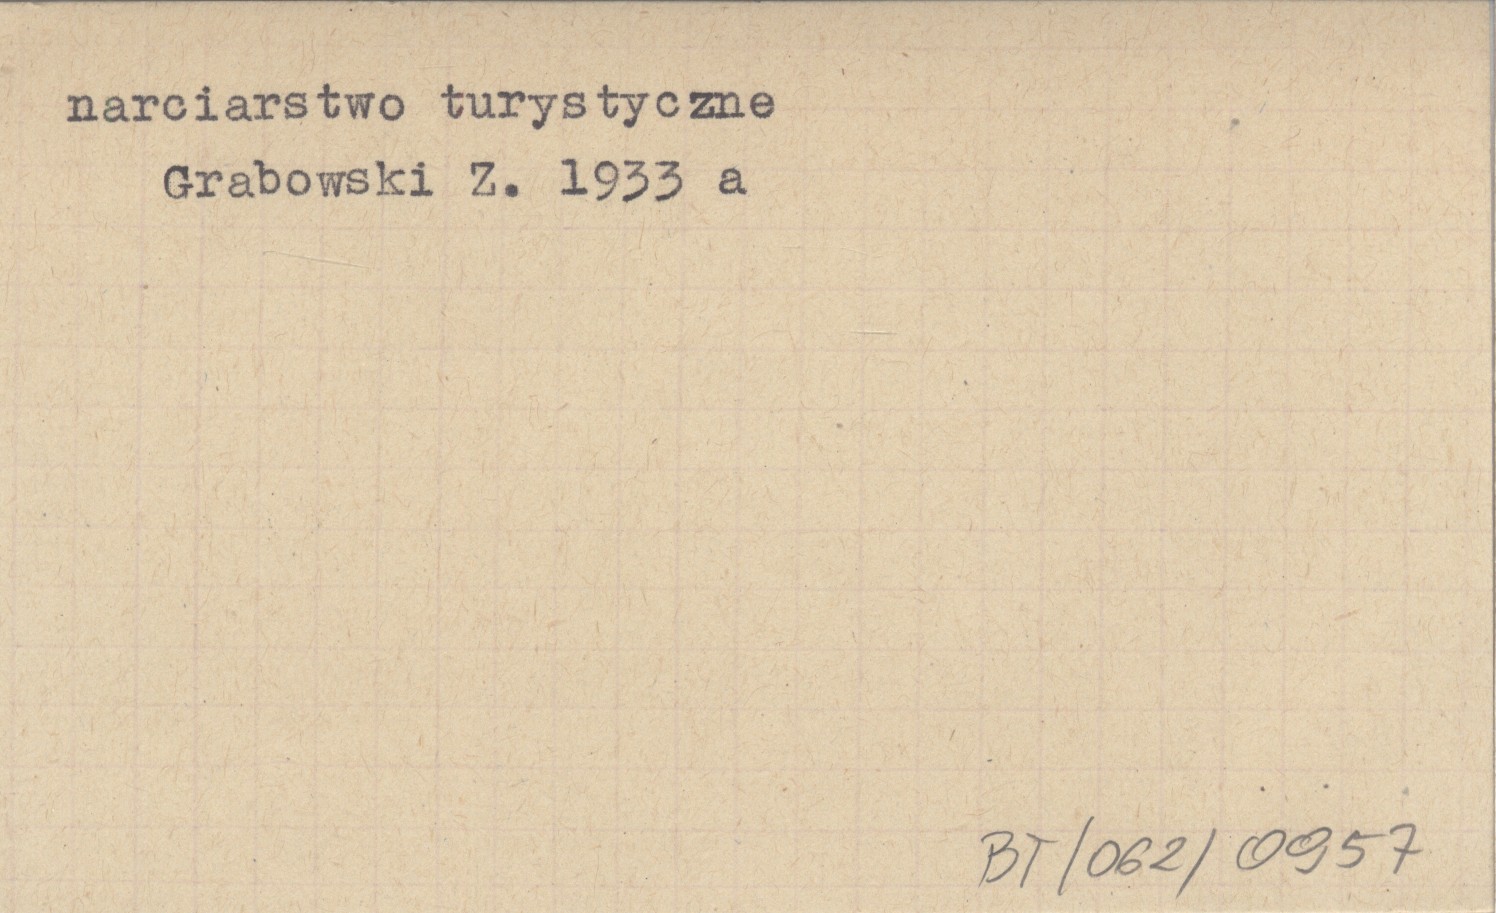 narciarstwo turystyczne
Grabowski Z. 1933 a
BT/062/0957